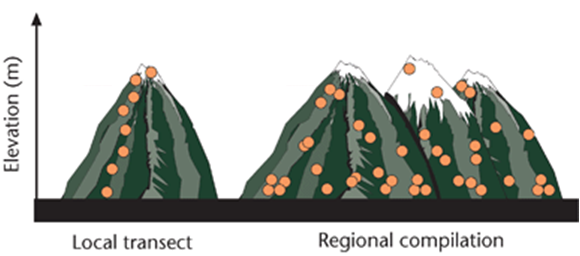 Elevation (m)
Local transect
Regional compilation